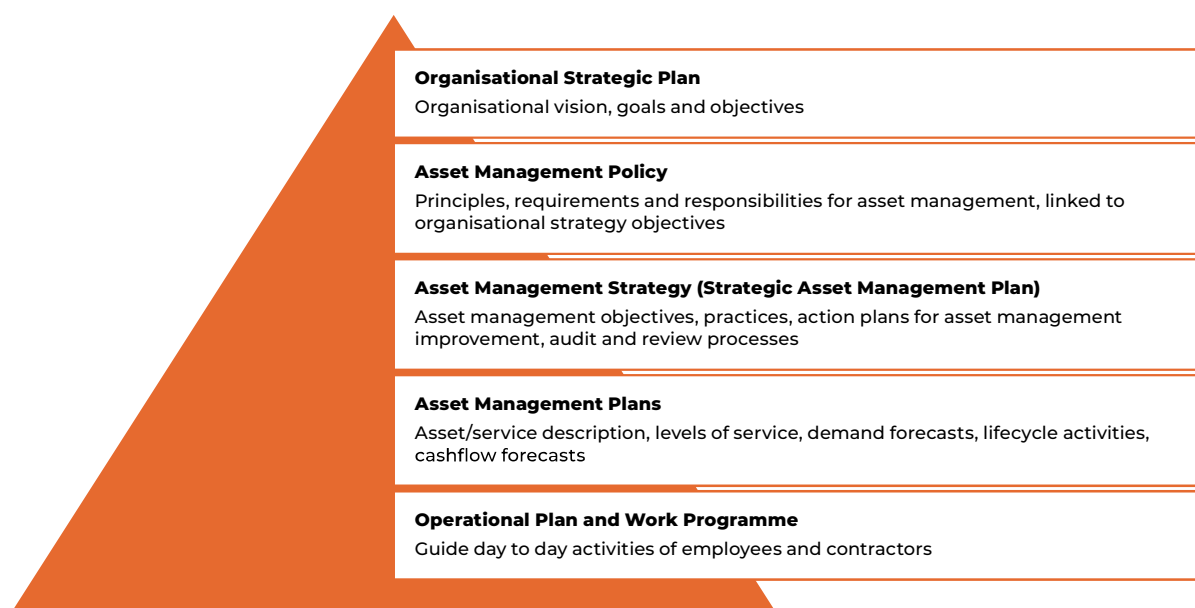 Organisational Strategic Plan
Organisational vision, goals and objectives
Asset Management Policy
Principles, requirements and responsibilities for asset management, linked to
organisational strategy objectives
Asset Management Strategy (Strategic Asset Management Plan)
Asset management objectives, practices, action plans for asset management
improvement, audit and review processes
Asset Management Plans
Asset/service description, levels of service, demand forecasts, lifecycle activities,
cashflow forecasts
Operational Plan and Work Programme
Guide day to day activities of employees and contractors